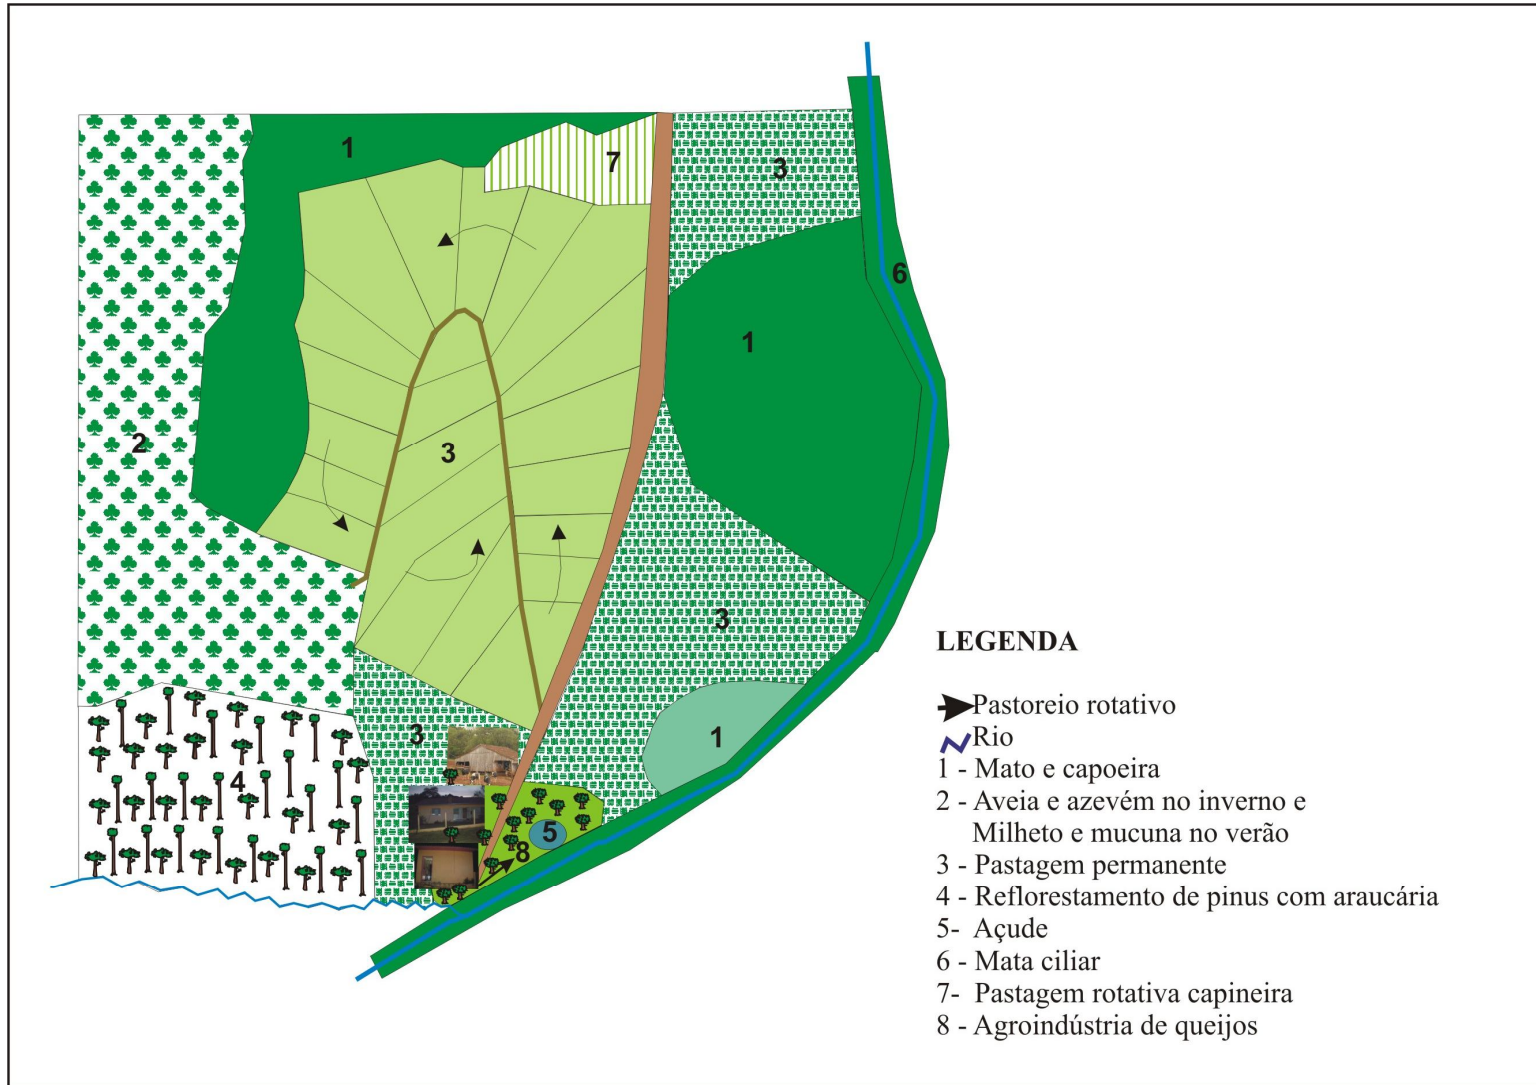 1
7
3
6
1
2
3
3
3
1
4
5
8
LEGENDA
Pastoreio rotativo
Rio
1 - Mato e capoeira
2 - Aveia e azevém no inverno e
Milheto e mucuna no verão
3 - Pastagem permanente
4 - Reflorestamento de pinus com araucária
5- Açude
6 - Mata ciliar
7- Pastagem rotativa capineira
8 - Agroindústria de queijos